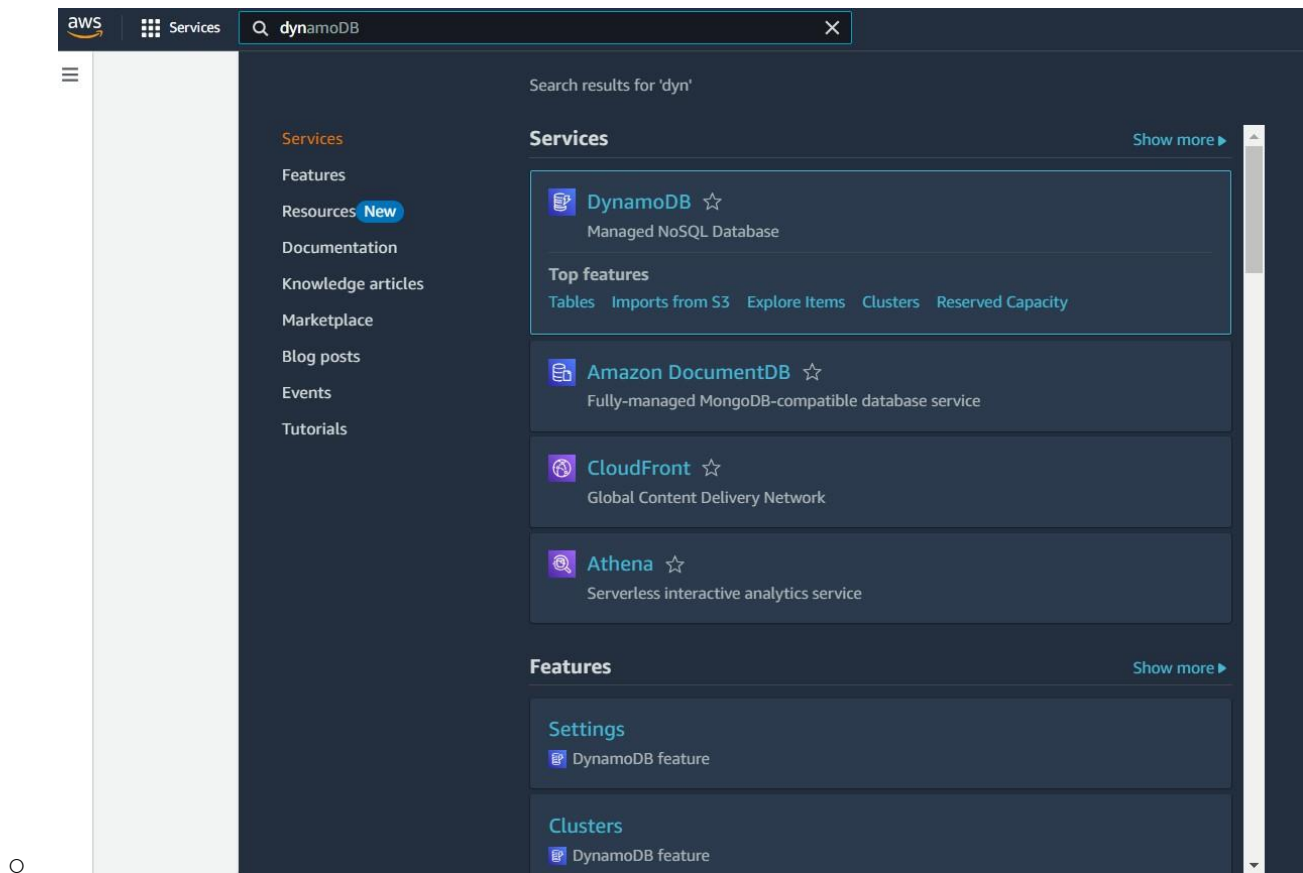 aws
Services
dynamoDB
Search results for 'dyn'
Services
Features
Resources New
Documentation
Knowledge articles
Marketplace
Blog posts
Events
Tutorials
Services Show more
DynamoDB
Managed NoSQL Database
Top features
Tables Imports from S3 Explore Items Clusters Reserved Capacity
Amazon DocumentDB
Fully-managed MongoDB-compatible database service
CloudFront
Global Content Delivery Network
Athena
Serverless interactive analytics service
Features Show more
Settings
DynamoDB feature
Clusters
DynamoDB feature